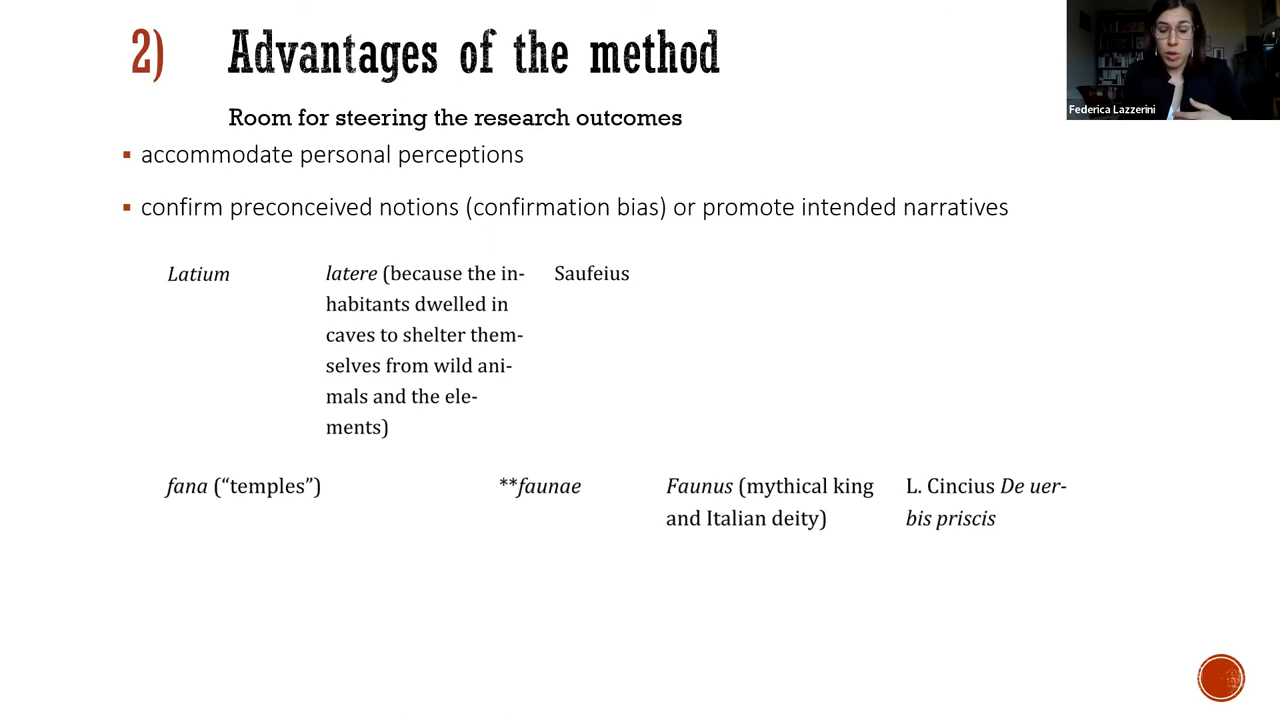 2) Advantages of the method
Federica Lazzerini
Room for steering the research outcomes
▪ accommodate personal perceptions
▪ confirm preconceived notions (confirmation bias) or promote intended narratives
Latium latere (because the in- Saufeius
habitants dwelled in
caves to shelter them-
selves from wild ani-
mals and the ele-
ments)
fana (“temples”) **faunae Faunus (mythical king L. Cincius De uer-
and Italian deity) bis priscis